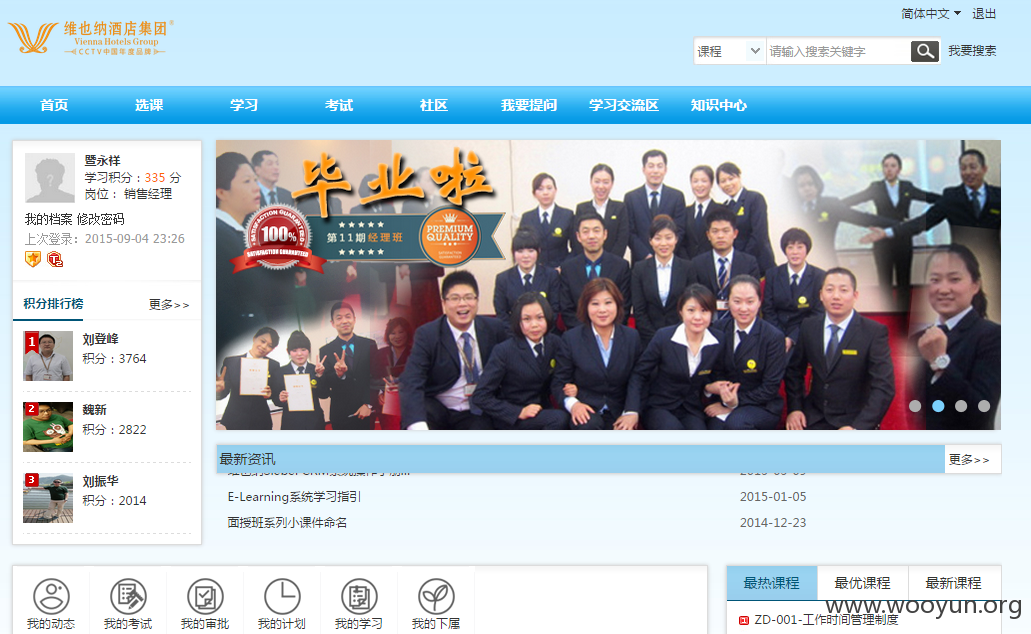 简体中文 退出
维也纳酒店集团®
Vienna Hotels Group
CCTV中国年度品牌
课程 请输入搜索关键字 我要搜索
首页 选课 学习 考试 社区 我要提问 学习交流区 知识中心
暨永祥
学习积分：335 分
岗位： 销售经理
我的档案 修改密码
上次登录：2015-09-04 23:26
积分排行榜 更多>>
1 刘登峰
积分：3764
2 魏新
积分：2822
3 刘振华
积分：2014
毕业啦
SATISFACTION GUARANTEED
100%
SATISFACTION GUARANTEED
第11期经理班
PREMIUM
QUALITY
最新资讯 更多>>
E-Learning系统学习指引 2015-01-05
面授班系列小课件命名 2014-12-23
我的动态 我的考试 我的审批 我的计划 我的学习 我的下属
最热课程 最优课程 最新课程
1 ZD-001-工作时间管理制度
www.wooyun.org